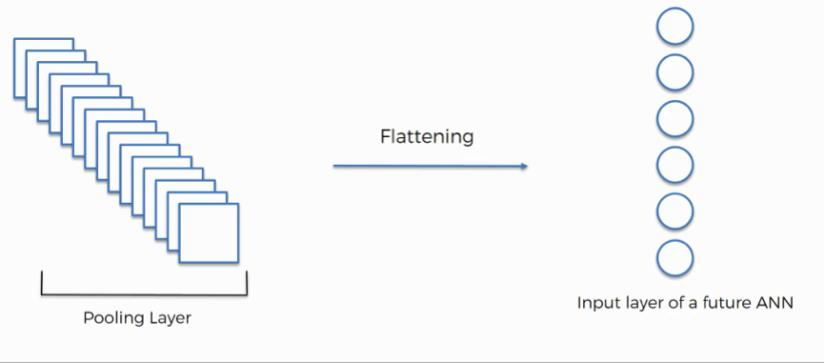 Flattening
Pooling Layer
Input layer of a future ANN